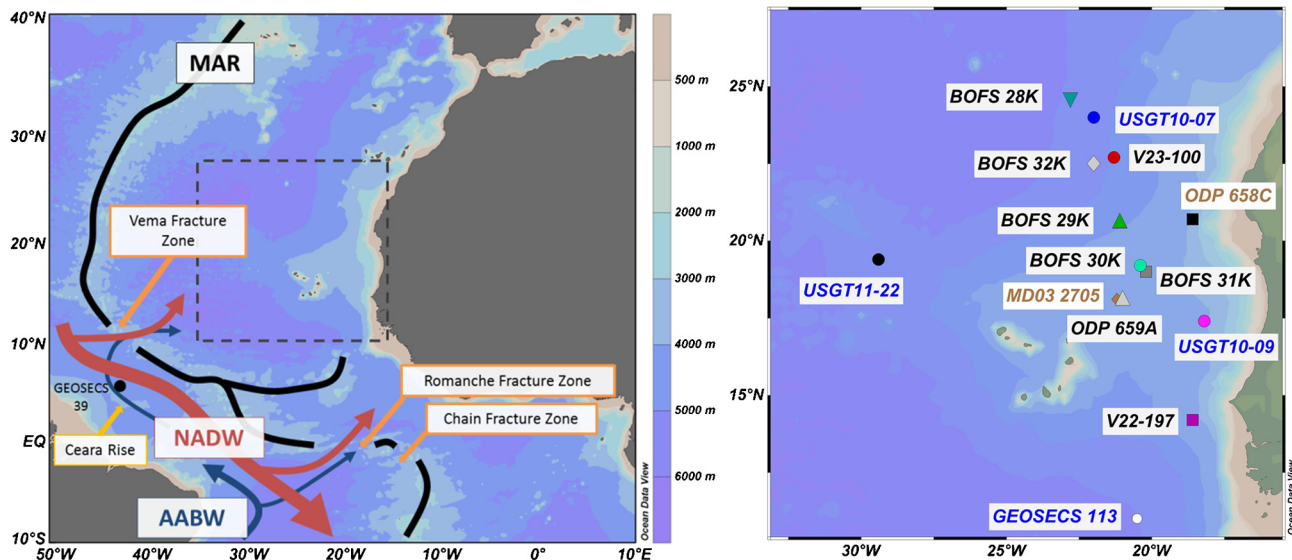 40°N
30°N
20°N
10°N
EQ
10°S
50°W
40°W
30°W
20°W
10°W
0°
10°E
MAR
Vema Fracture
Zone
GEOSECS
39
Ceara Rise
NADW
AABW
Romanche Fracture Zone
Chain Fracture Zone
Ocean Data View
500 m
1000 m
2000 m
3000 m
4000 m
5000 m
6000 m
25°N
20°N
15°N
30°W
25°W
20°W
BOFS 28K
USGT10-07
BOFS 32K
V23-100
ODP 658C
BOFS 29K
BOFS 30K
BOFS 31K
USGT11-22
MD03 2705
ODP 659A
USGT10-09
V22-197
GEOSECS 113
Ocean Data View